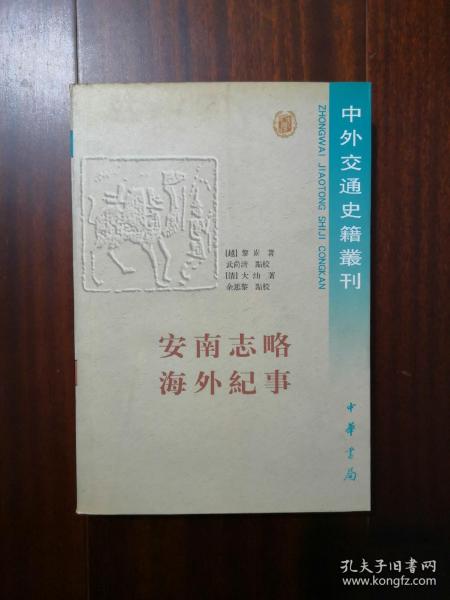 中外交通史籍叢刊
ZHONGWAI JIAOTONG SHIJI CONGKAN
[越] 黎崱 著
武尚清 點校
[清] 大汕 著
余思黎 點校
安南志略
海外紀事
中華書局
孔夫子旧书网
www.kongfz.com